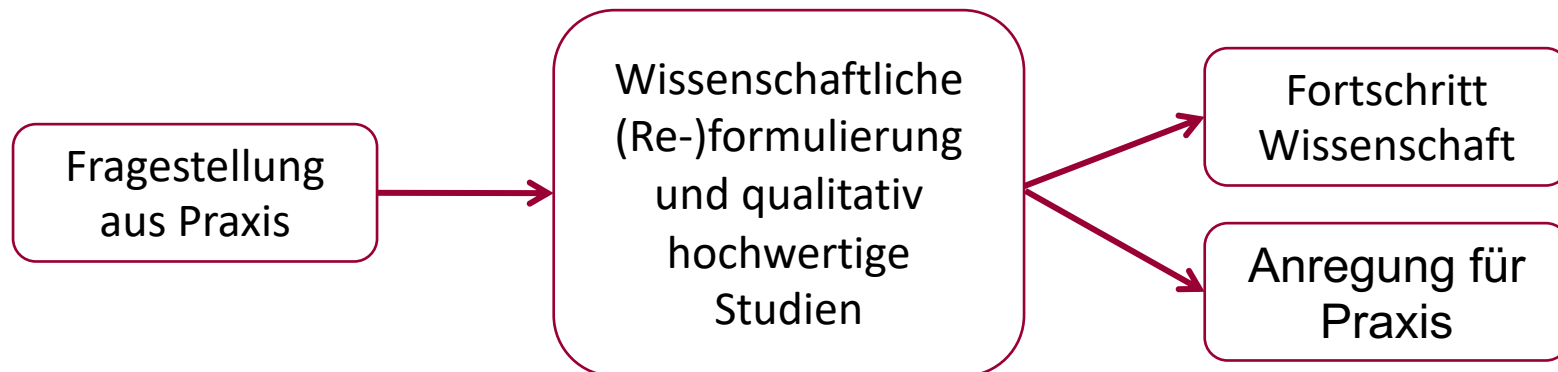 Fragestellung
aus Praxis
Wissenschaftliche
(Re-)formulierung
und qualitativ
hochwertige
Studien
Fortschritt
Wissenschaft
Anregung für
Praxis